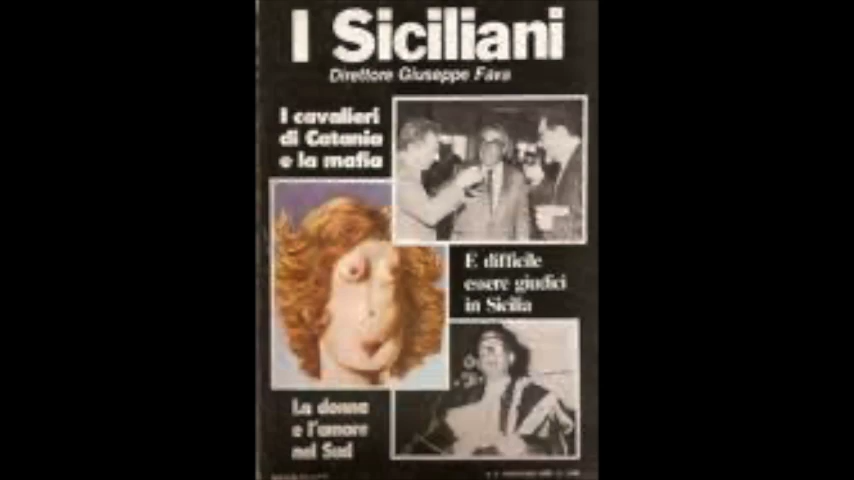 I Siciliani
Direttore Giuseppe Fava
I cavalieri
di Catania
e la mafia
E difficile
essere giudici
in Sicilia
La donna
e l'amore
nel Sud